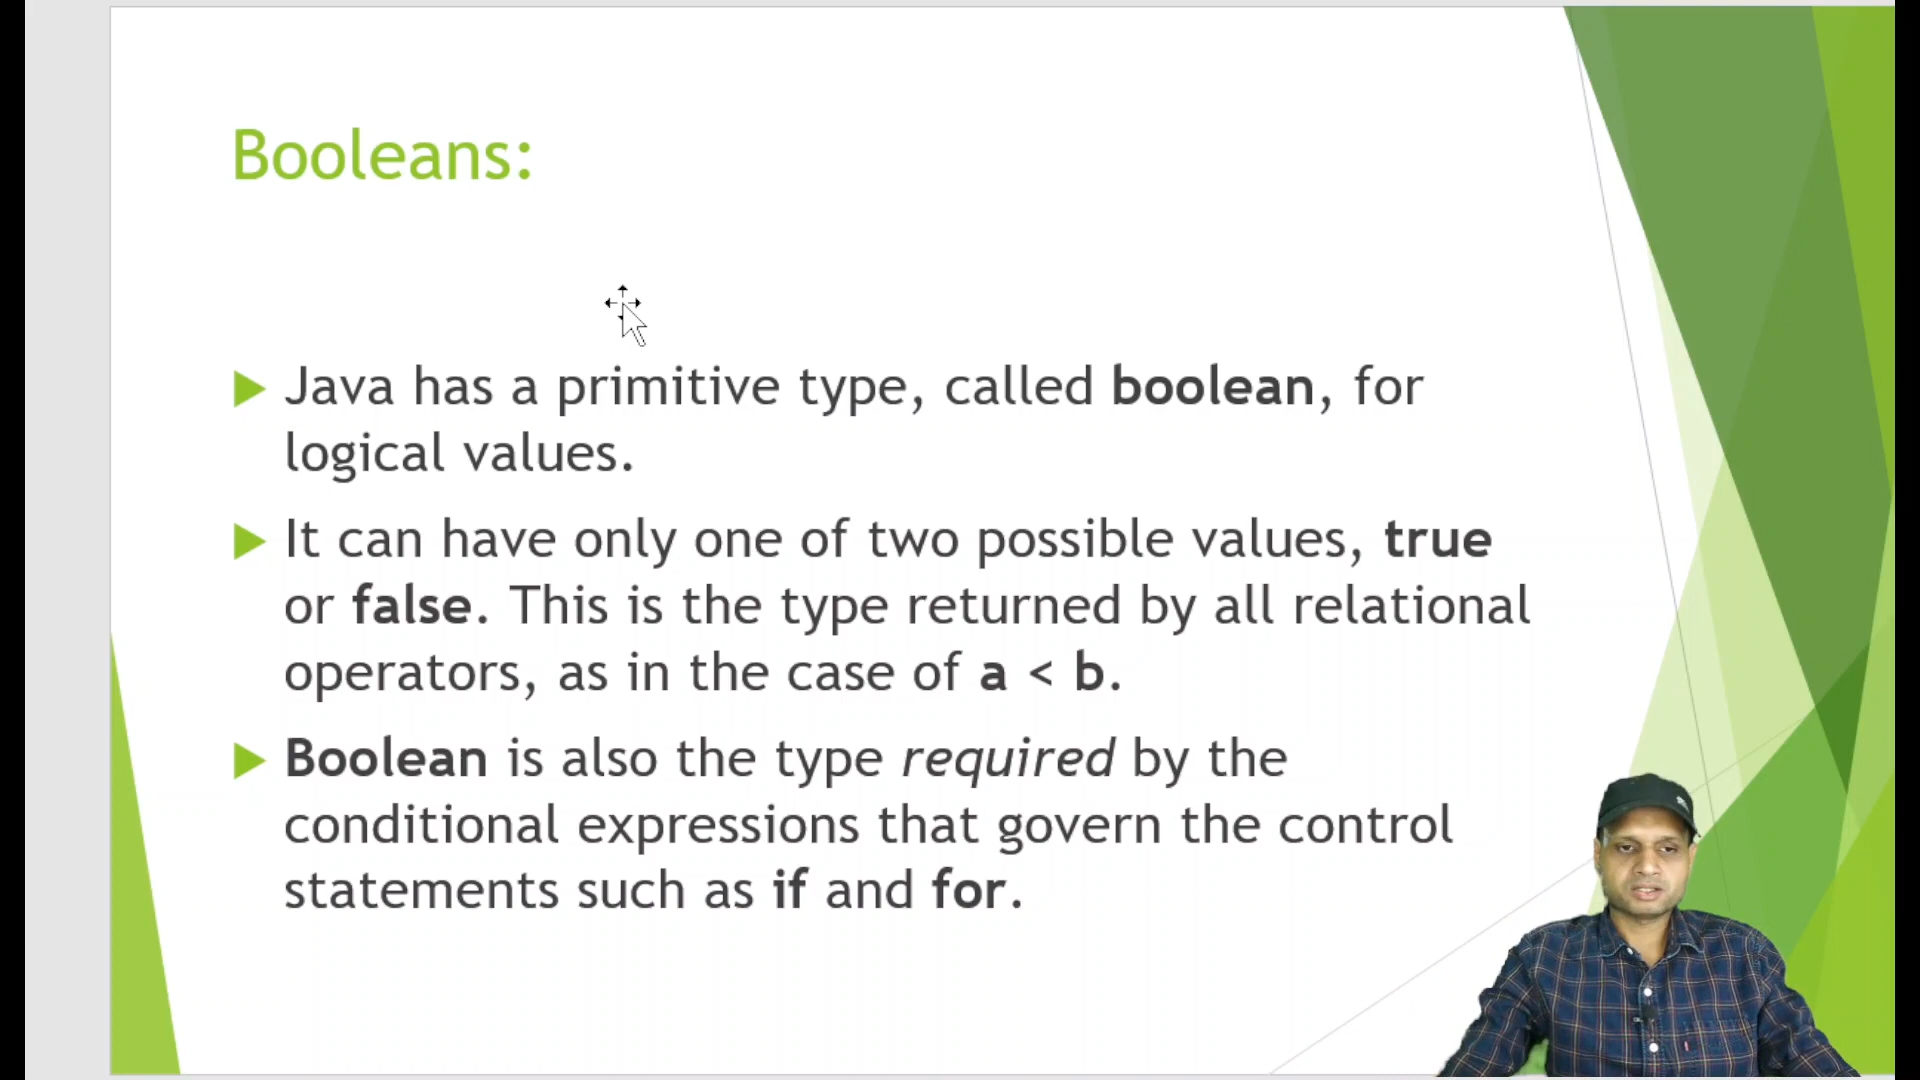 Booleans:
Java has a primitive type, called boolean, for
logical values.
It can have only one of two possible values, true
or false. This is the type returned by all relational
operators, as in the case of a < b.
Boolean is also the type required by the
conditional expressions that govern the control
statements such as if and for.